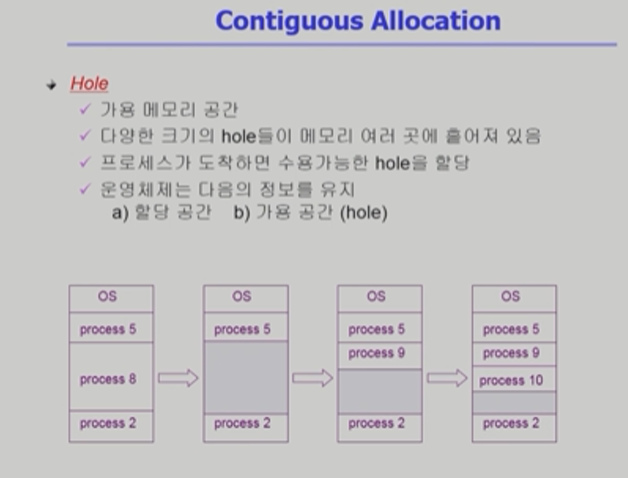 Contiguous Allocation
Hole
가용 메모리 공간
다양한 크기의 hole들이 메모리 여러 곳에 흩어져 있음
프로세스가 도착하면 수용가능한 hole을 할당
운영체제는 다음의 정보를 유지
a) 할당 공간 b) 가용 공간 (hole)
OS OS OS OS
process 5 process 5 process 5 process 5
process 9 process 9
process 8 process 10
process 2 process 2 process 2 process 2